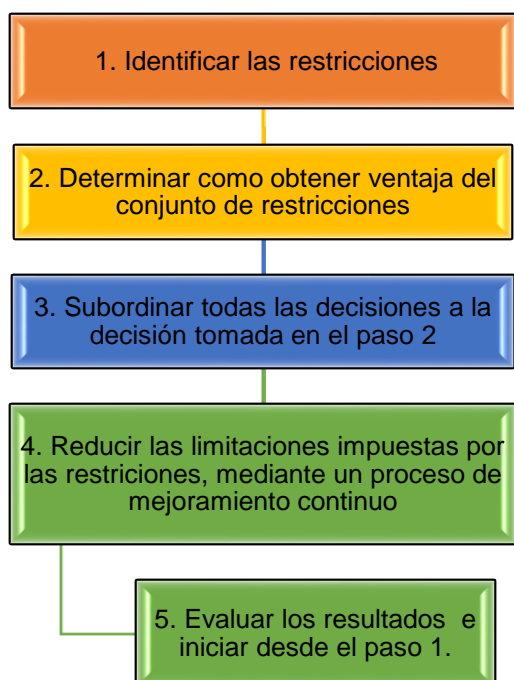 1. Identificar las restricciones
2. Determinar como obtener ventaja del
conjunto de restricciones
3. Subordinar todas las decisiones a la
decisión tomada en el paso 2
4. Reducir las limitaciones impuestas por
las restriciones, mediante un proceso de
mejoramiento continuo
5. Evaluar los resultados e
iniciar desde el paso 1.